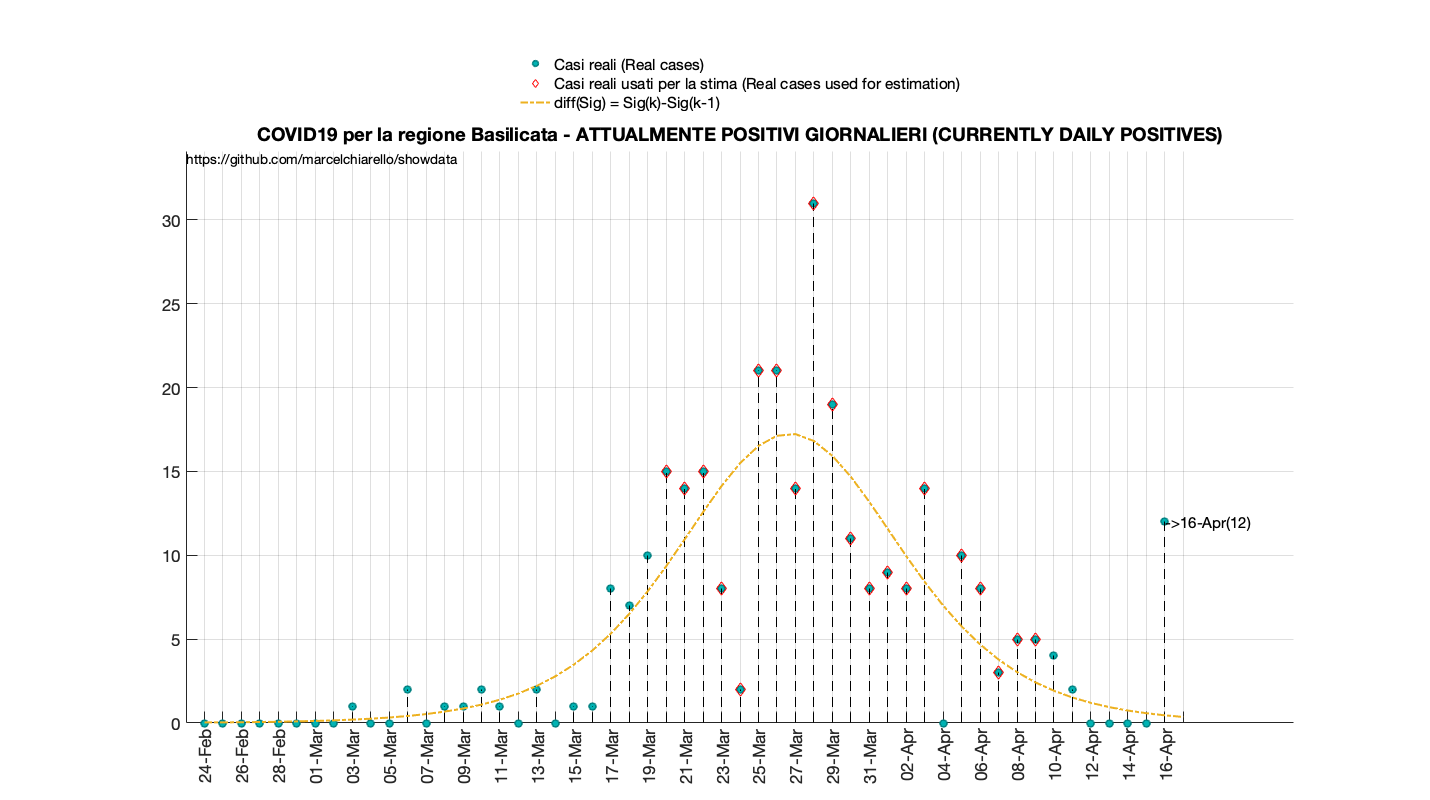 Casi reali (Real cases)
Casi reali usati per la stima (Real cases used for estimation)
diff(Sig) = Sig(k)-Sig(k-1)
COVID19 per la regione Basilicata - ATTUALMENTE POSITIVI GIORNALIERI (CURRENTLY DAILY POSITIVES)
https://github.com/marcelchiarello/showdata
30
25
20
15
10
5
0
->16-Apr(12)
24-Feb
26-Feb
28-Feb
01-Mar
03-Mar
05-Mar
07-Mar
09-Mar
11-Mar
13-Mar
15-Mar
17-Mar
19-Mar
21-Mar
23-Mar
25-Mar
27-Mar
29-Mar
31-Mar
02-Apr
04-Apr
06-Apr
08-Apr
10-Apr
12-Apr
14-Apr
16-Apr